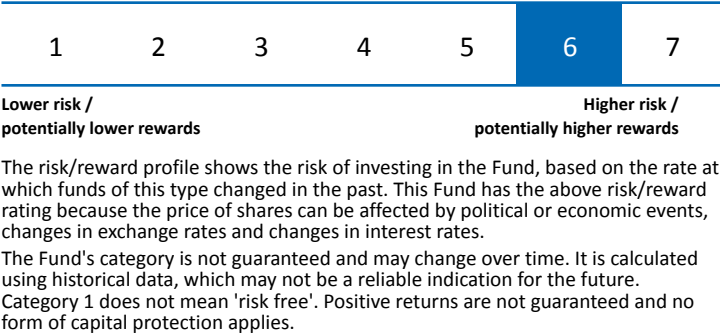 1 2 3 4 5 6 7
Lower risk / Higher risk /
potentially lower rewards potentially higher rewards
The risk/reward profile shows the risk of investing in the Fund, based on the rate at
which funds of this type changed in the past. This Fund has the above risk/reward
rating because the price of shares can be affected by political or economic events,
changes in exchange rates and changes in interest rates.
The Fund's category is not guaranteed and may change over time. It is calculated
using historical data, which may not be a reliable indication for the future.
Category 1 does not mean 'risk free'. Positive returns are not guaranteed and no
form of capital protection applies.